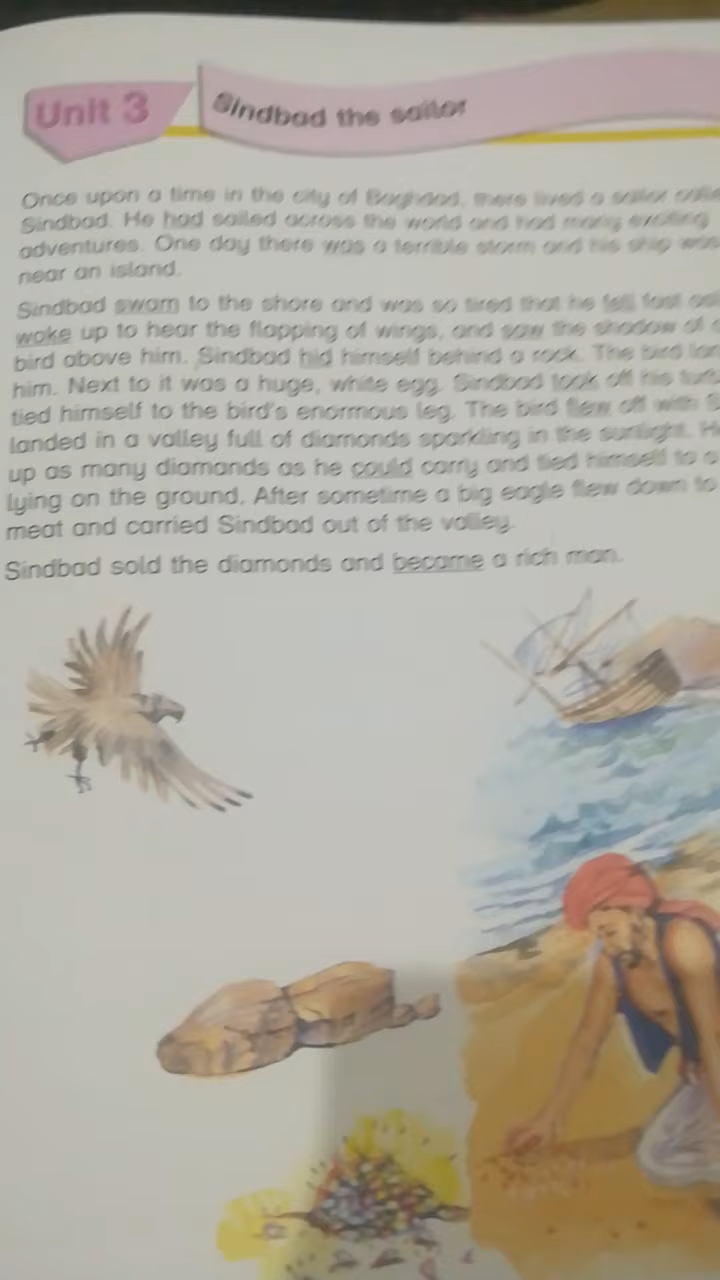 Unit 3
Sindbad the sailor
Once upon a time in the city of Baghdad, there lived a sailor
Sindbad. He had sailed across the world and had many exciting
adventures. One day there was a terrible storm and his ship was
near an island.
Sindbad swam to the shore and was so tired that he fell fast
woke up to hear the flapping of wings, and saw the shadow of
bird above him. Sindbad hid himself behind a rock. The bird
him. Next to it was a huge, white egg. Sindbad took off his
tied himself to the bird's enormous leg. The bird flew off with
landed in a valley full of diamonds sparkling in the sunlight.
up as many diamands as he could carry and tied himself to
lying on the ground. After sometime a big eagle flew down to
meat and carried Sindbad out of the valley.
Sindbad sold the diamonds and became a rich man.